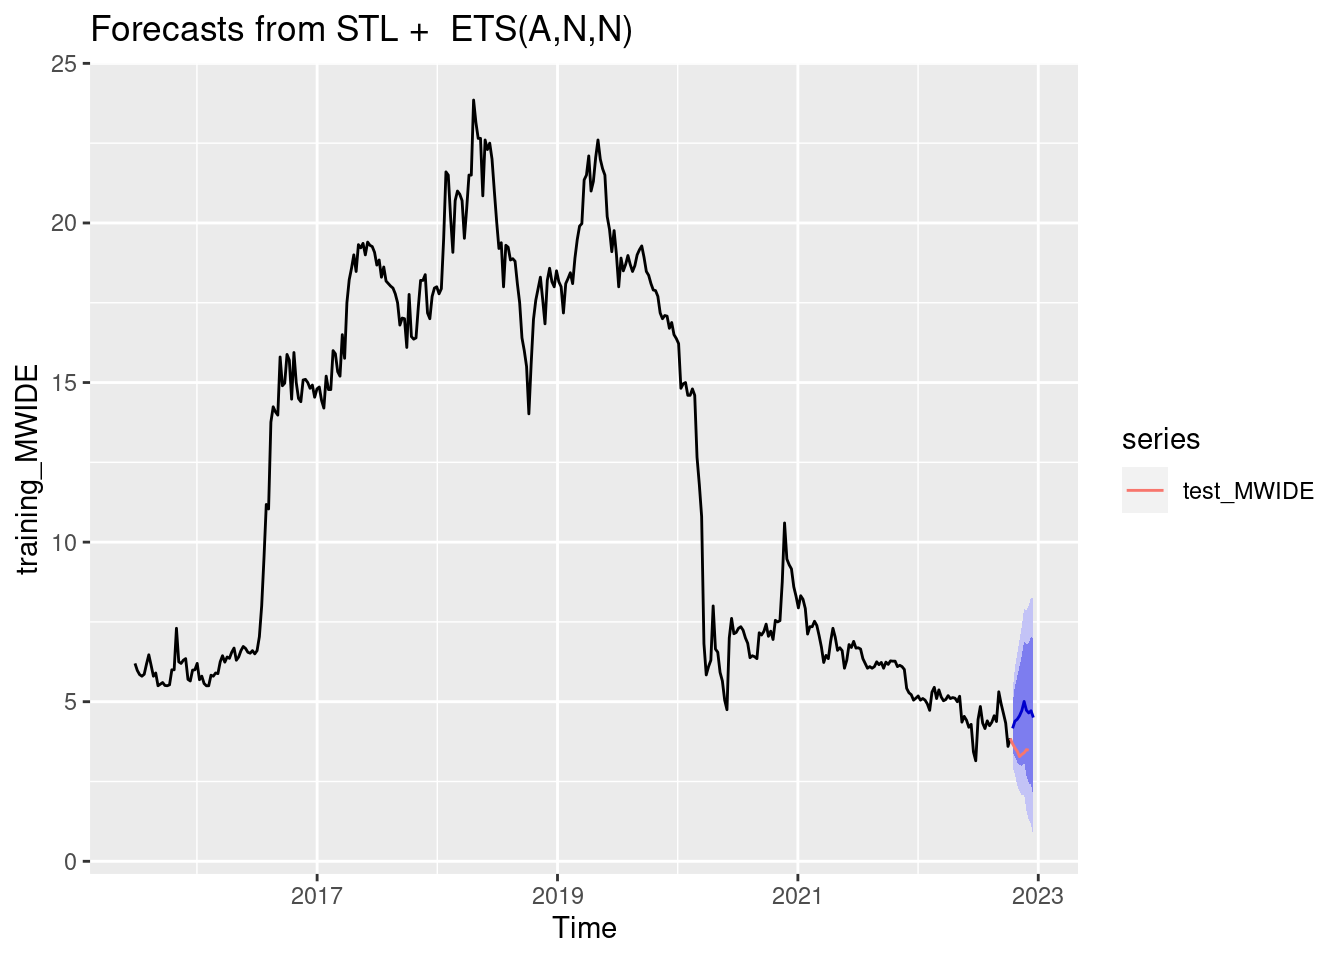 Forecasts from STL +  ETS(A,N,N)
25
20
15
10
5
0
training_MWIDE
2017
2019
2021
2023
Time
series
test_MWIDE